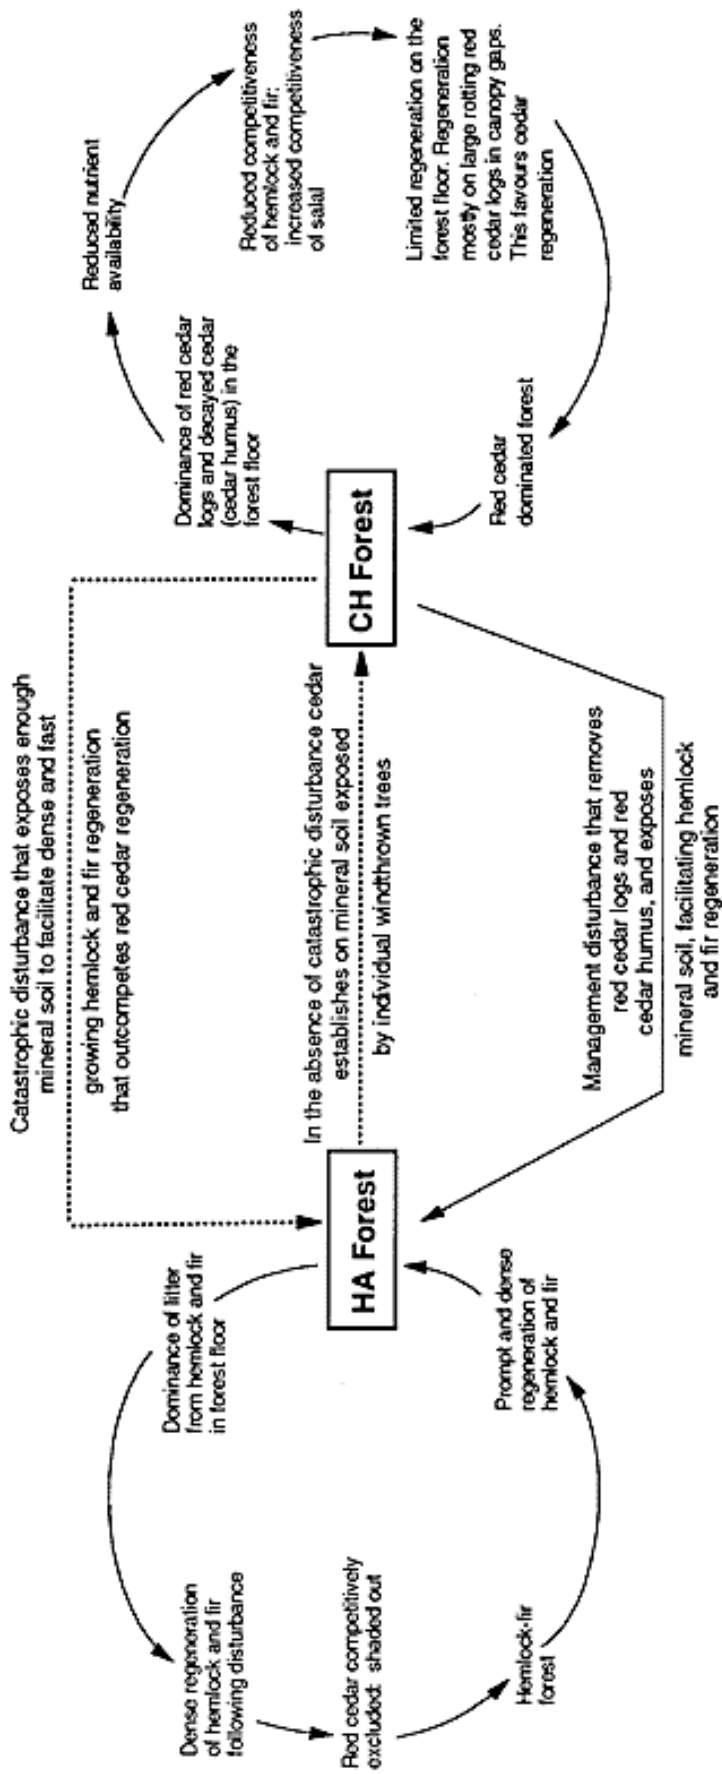 Catastrophic disturbance that exposes enough
mineral soil to facilitate dense and fast
growing hemlock and fir regeneration
that outcompetes red cedar regeneration
Dominance of litter
from hemlock and fir
in forest floor
Dense regeneration
of hemlock and fir
following disturbance
Red cedar competitively
excluded: shaded out
Hemlock-fir
forest
Prompt and dense
regeneration of
hemlock and fir
HA Forest
In the absence of catastrophic disturbance cedar
establishes on mineral soil exposed
by individual windthrown trees
CH Forest
Dominance of red cedar
logs and decayed cedar
(cedar humus) in the
forest floor
Reduced nutrient
availability
Reduced competitiveness
of hemlock and fir;
increased competitiveness
of salal
Limited regeneration on the
forest floor. Regeneration
mostly on large rotting red
cedar logs in canopy gaps.
This favours cedar
regeneration
Red cedar
dominated forest
Management disturbance that removes
red cedar logs and red
cedar humus, and exposes
mineral soil, facilitating hemlock
and fir regeneration